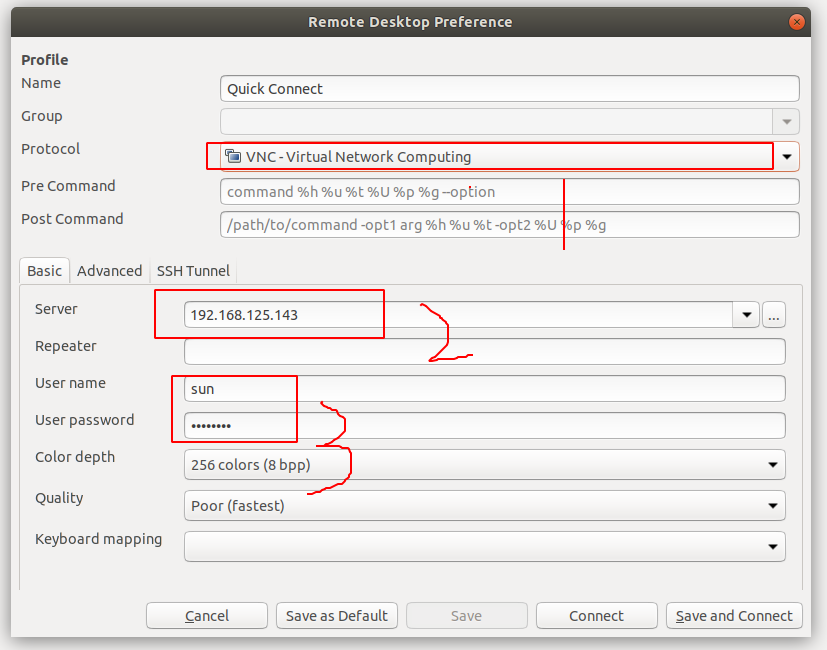 Remote Desktop Preference
Profile
Name Quick Connect
Group
Protocol VNC - Virtual Network Computing
Pre Command command %h %u %t %U %p %g --option
Post Command /path/to/command -opt1 arg %h %u %t -opt2 %U %p %g
Basic Advanced SSH Tunnel
Server 192.168.125.143 ...
Repeater
User name sun
User password ••••••••
Color depth 256 colors (8 bpp)
Quality Poor (fastest)
Keyboard mapping
Cancel Save as Default Save Connect Save and Connect
1
2
3